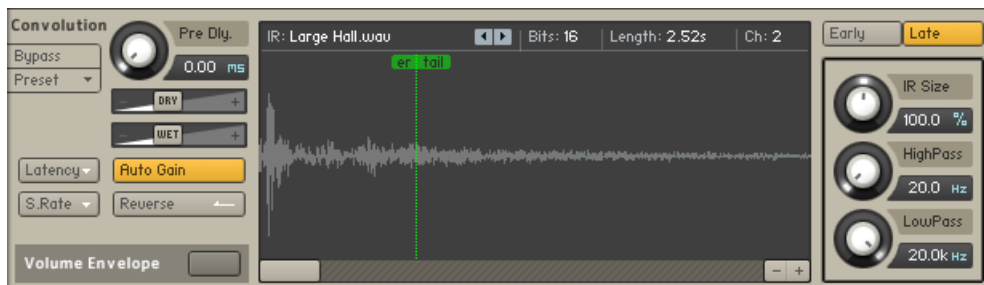 Convolution
Pre Dly.
Bypass
0.00 ms
Preset
- DRY +
- WET +
Latency
Auto Gain
S.Rate
Reverse
Volume Envelope
IR: Large Hall.wav
Bits: 16
Length: 2.52s
Ch: 2
er tail
- +
Early
Late
IR Size
100.0 %
HighPass
20.0 Hz
LowPass
20.0k Hz